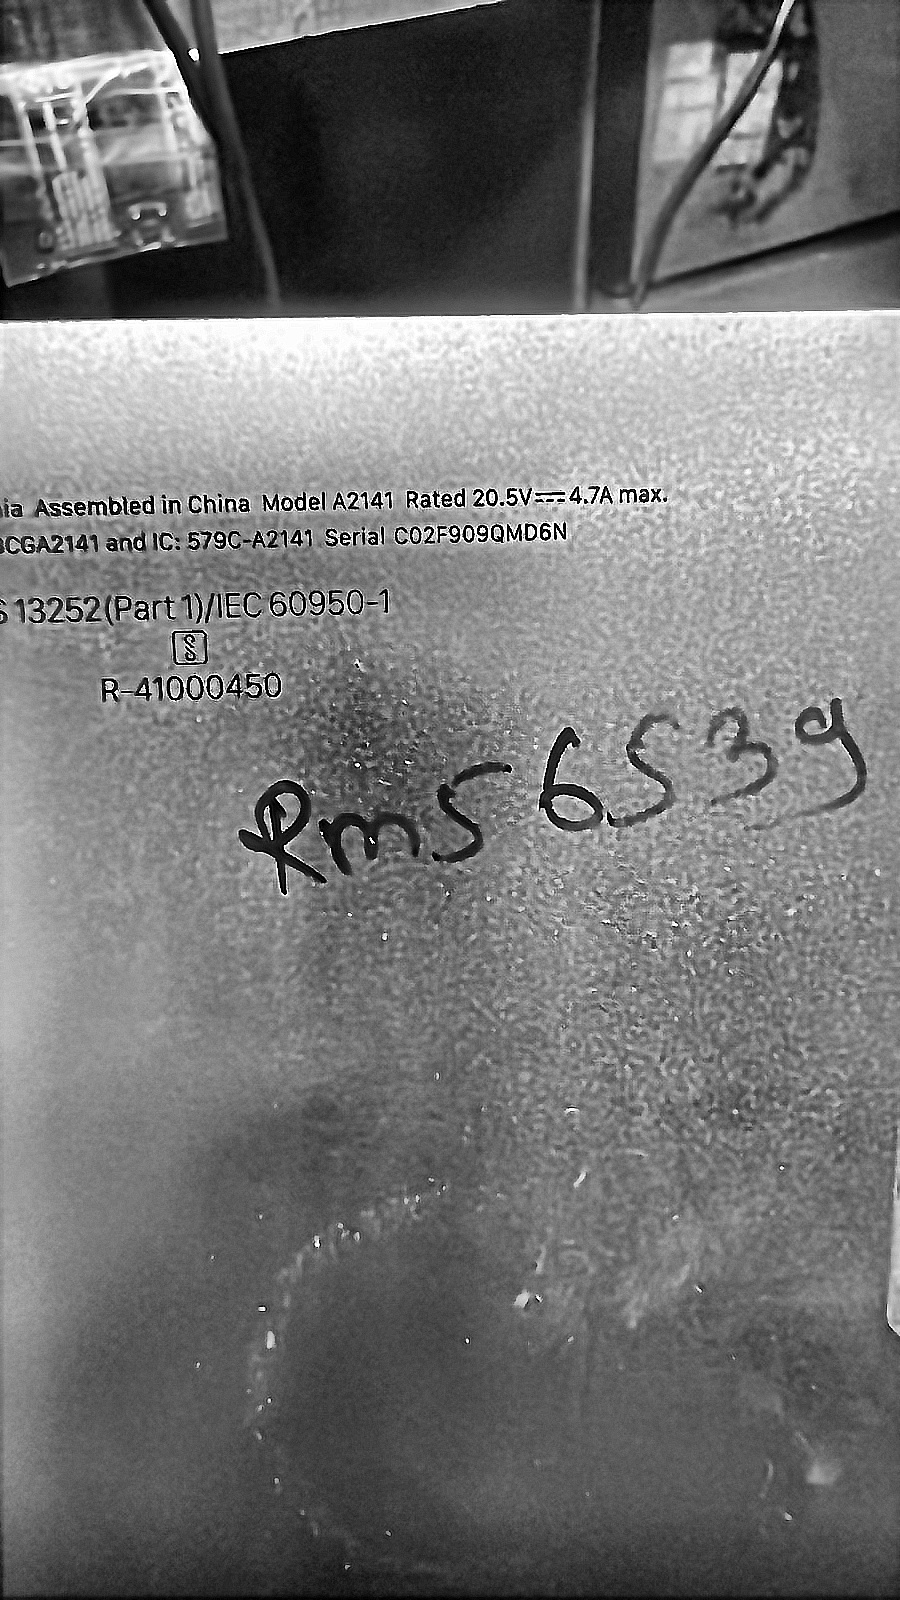 ia Assembled in China Model A2141 Rated 20.5V⎓4.7A max.
BCGA2141 and IC: 579C-A2141 Serial C02F909QMD6N
S 13252(Part 1)/IEC 60950-1
R-41000450
Rms 6539